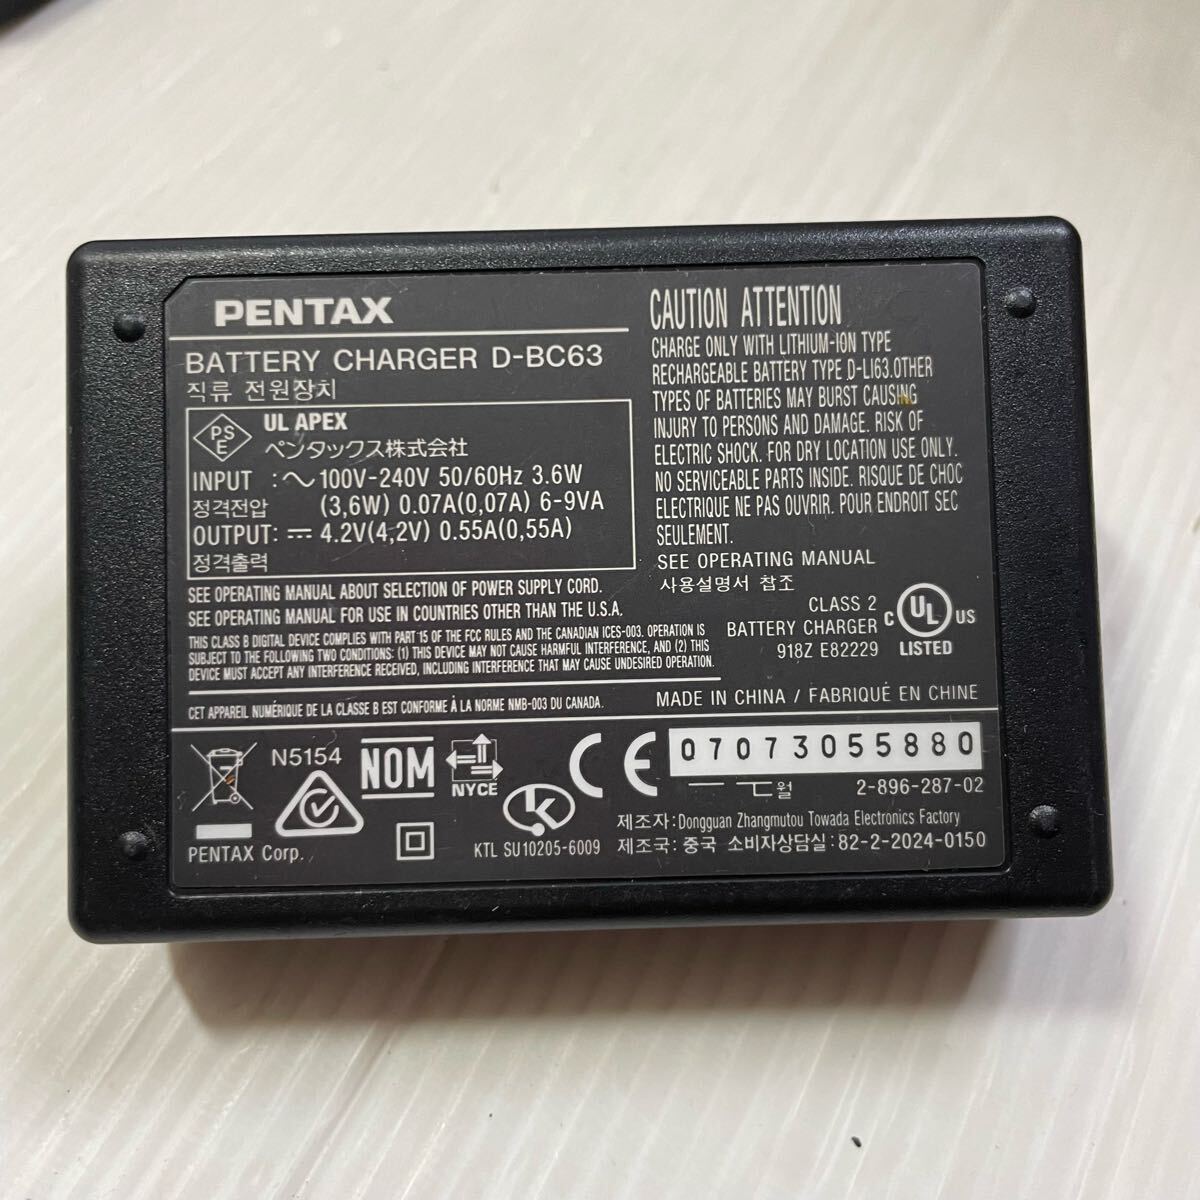 PENTAX
BATTERY CHARGER D-BC63
직류 전원장치
PS
E
UL APEX
ペンタックス株式会社
INPUT : ～ 100V-240V 50/60Hz 3.6W
정격전압 (3,6W) 0.07A(0,07A) 6-9VA
OUTPUT: ⎓ 4.2V(4,2V) 0.55A(0,55A)
정격출력
SEE OPERATING MANUAL ABOUT SELECTION OF POWER SUPPLY CORD.
SEE OPERATING MANUAL FOR USE IN COUNTRIES OTHER THAN THE U.S.A.
THIS CLASS B DIGITAL DEVICE COMPLIES WITH PART 15 OF THE FCC RULES AND THE CANADIAN ICES-003. OPERATION IS
SUBJECT TO THE FOLLOWING TWO CONDITIONS: (1) THIS DEVICE MAY NOT CAUSE HARMFUL INTERFERENCE, AND (2) THIS
DEVICE MUST ACCEPT ANY INTERFERENCE RECEIVED, INCLUDING INTERFERENCE THAT MAY CAUSE UNDESIRED OPERATION.
CET APPAREIL NUMÉRIQUE DE LA CLASSE B EST CONFORME À LA NORME NMB-003 DU CANADA.
CAUTION ATTENTION
CHARGE ONLY WITH LITHIUM-ION TYPE
RECHARGEABLE BATTERY TYPE D-LI63.OTHER
TYPES OF BATTERIES MAY BURST CAUSING
INJURY TO PERSONS AND DAMAGE. RISK OF
ELECTRIC SHOCK. FOR DRY LOCATION USE ONLY.
NO SERVICEABLE PARTS INSIDE. RISQUE DE CHOC
ELECTRIQUE NE PAS OUVRIR. POUR ENDROIT SEC
SEULEMENT.
SEE OPERATING MANUAL
사용설명서 참조
CLASS 2
BATTERY CHARGER
918Z E82229
C UL US
LISTED
MADE IN CHINA / FABRIQUÉ EN CHINE
N5154
PENTAX Corp.
NOM
NYCE
KTL SU10205-6009
CE
07073055880
월
2-896-287-02
제조자:Dongguan Zhangmutou Towada Electronics Factory
제조국: 중국 소비자상담실:82-2-2024-0150